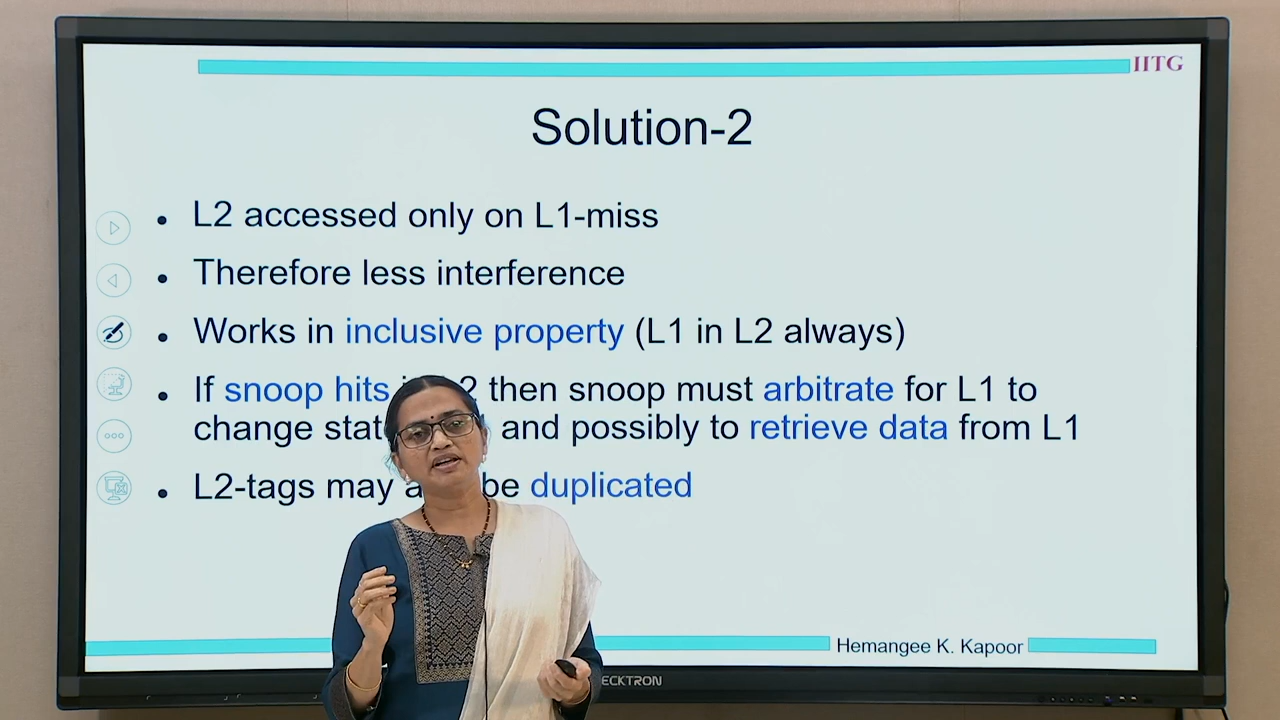 IITG
Solution-2
• L2 accessed only on L1-miss
• Therefore less interference
• Works in inclusive property (L1 in L2 always)
• If snoop hits 2 then snoop must arbitrate for L1 to
change and possibly to retrieve data from L1
• L2-tags may be duplicated
Hemangee K. Kapoor
ECKTRON